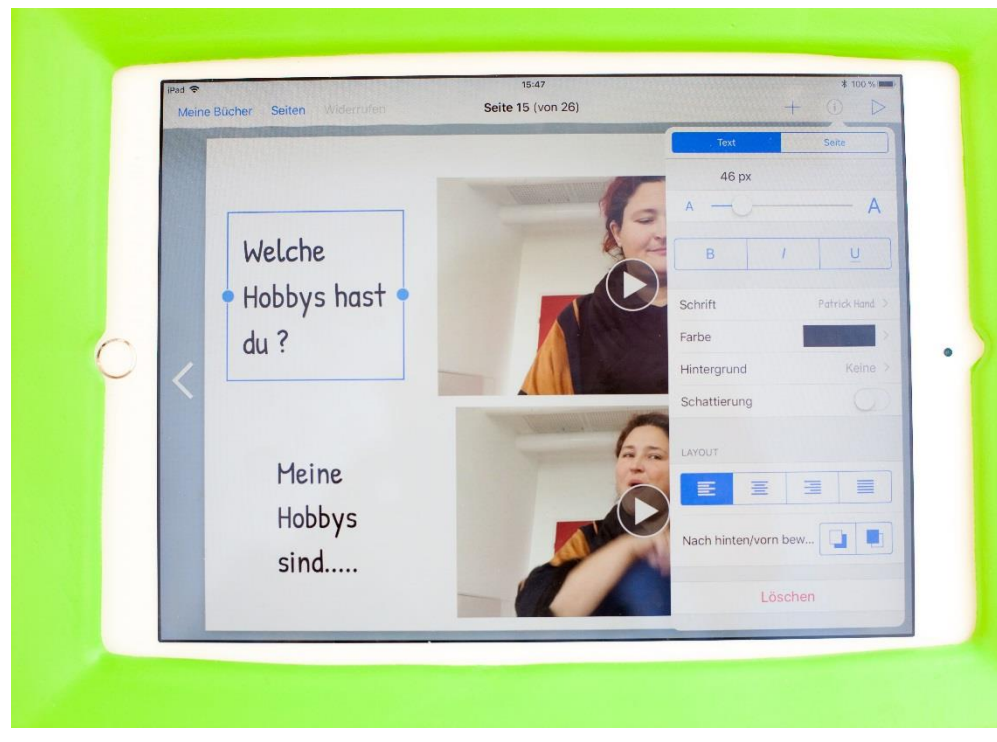 iPad 15:47 100 %
Meine Bücher Seiten Widerrufen Seite 15 (von 26)
Welche
Hobbys hast
du ?
Meine
Hobbys
sind.....
Text Seite
46 px
A A
B I U
Schrift Patrick Hand
Farbe
Hintergrund Keine
Schattierung
LAYOUT
Nach hinten/vorn bew...
Löschen